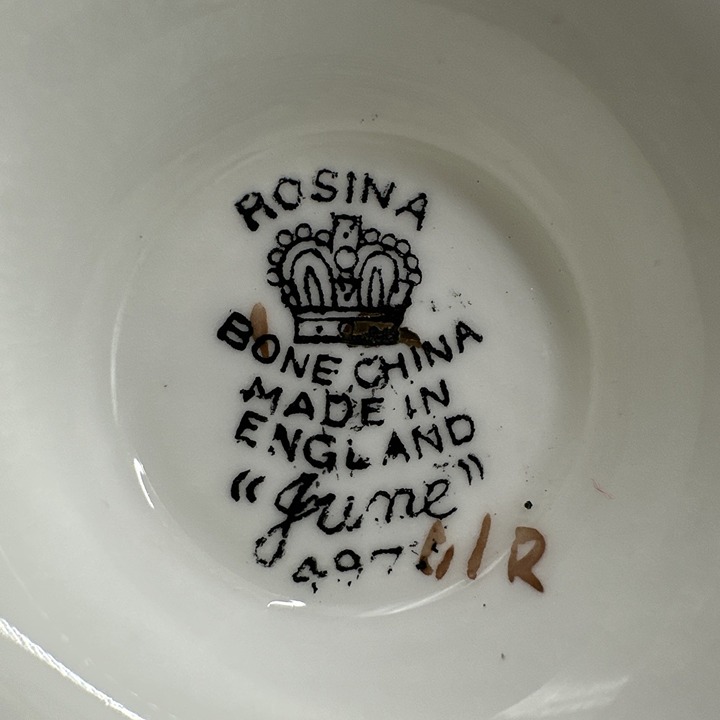 ROSINA
BONE CHINA
MADE IN
ENGLAND
"June"